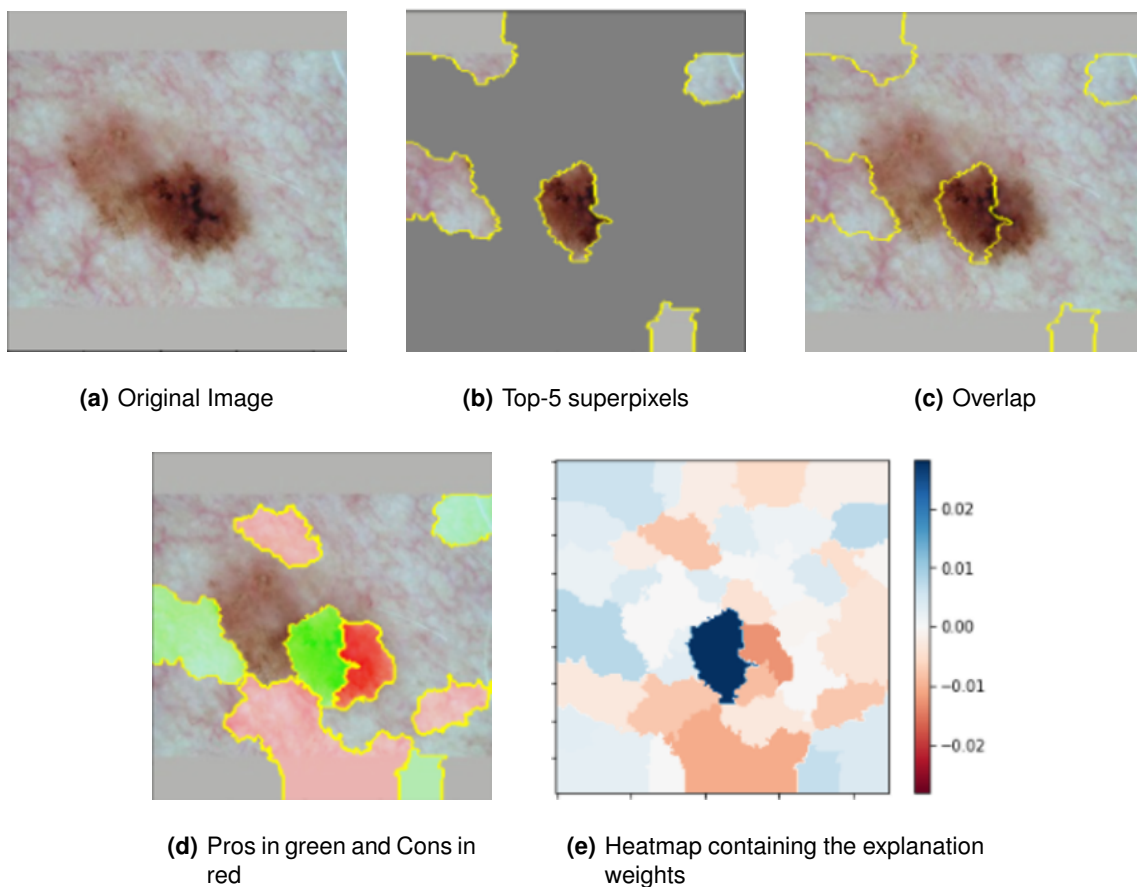 (a) Original Image
(b) Top-5 superpixels
(c) Overlap
0.02
0.01
0.00
−0.01
−0.02
(d) Pros in green and Cons in
red
(e) Heatmap containing the explanation
weights